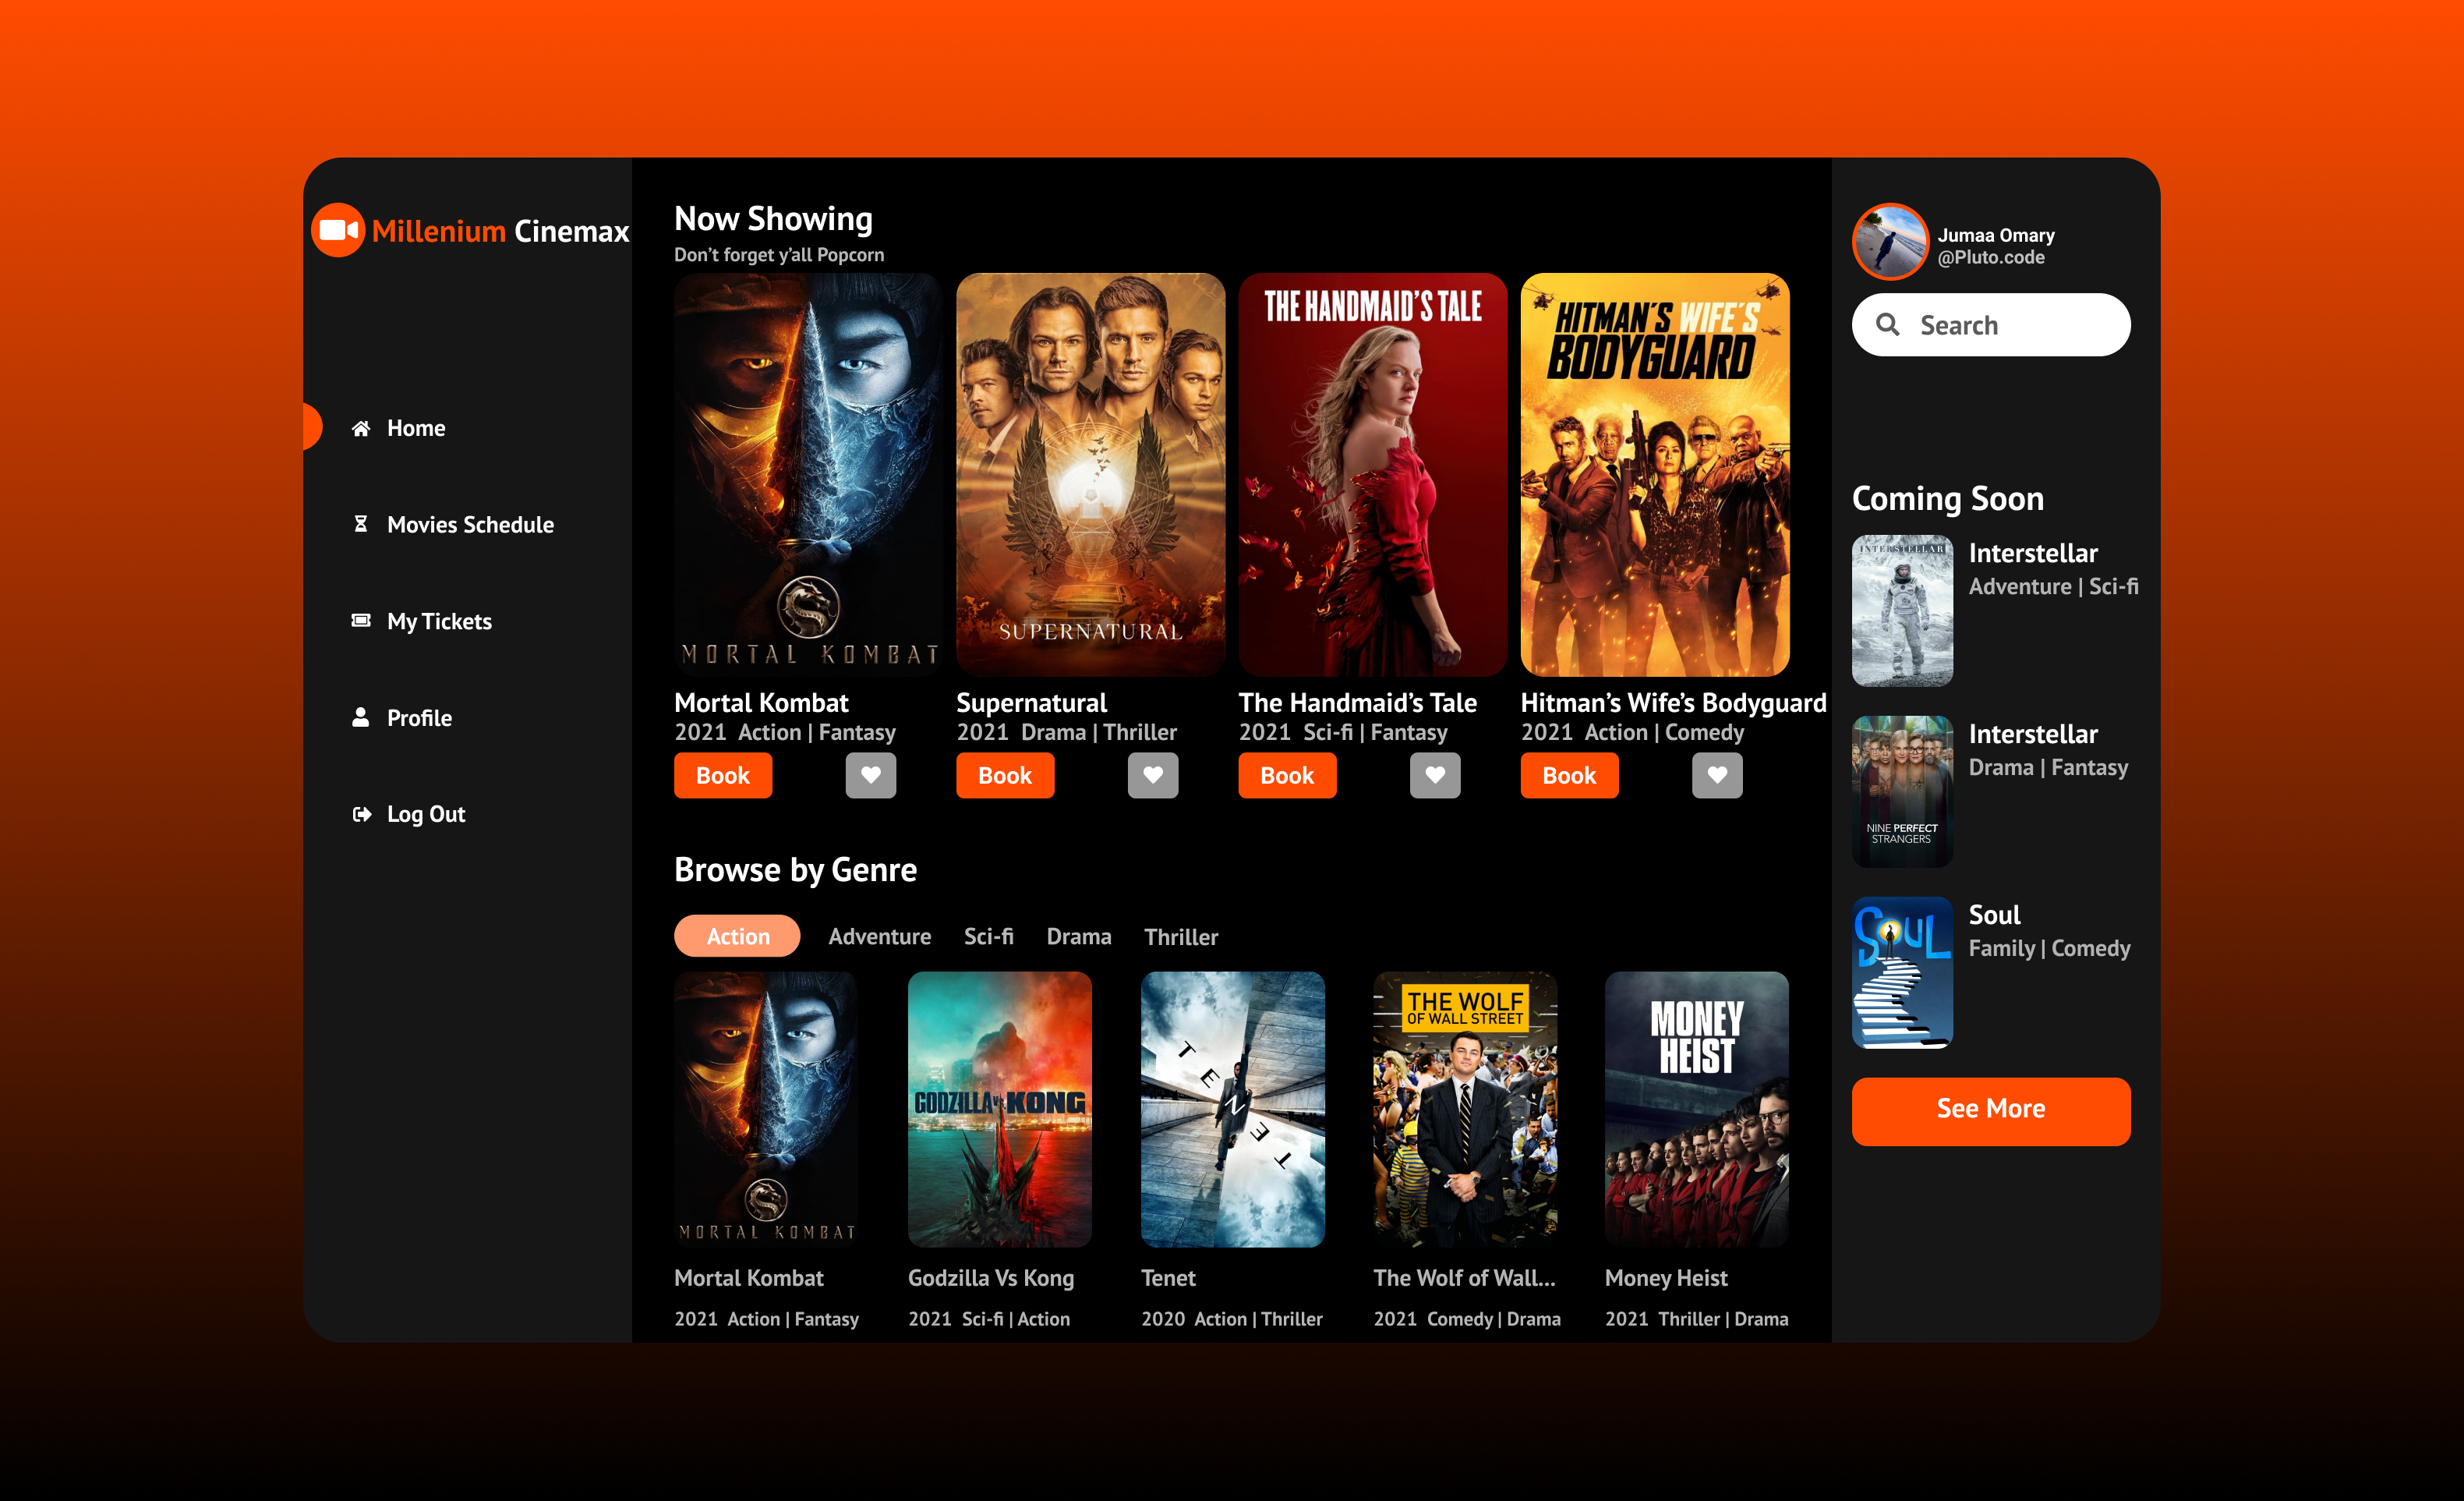 Millenium Cinemax
Home
Movies Schedule
My Tickets
Profile
Log Out
Now Showing
Don’t forget y’all Popcorn
MORTAL KOMBAT
SUPERNATURAL
THE HANDMAID’S TALE
HITMAN’S WIFE’S
BODYGUARD
Mortal Kombat
2021 Action | Fantasy
Book
Supernatural
2021 Drama | Thriller
Book
The Handmaid’s Tale
2021 Sci-fi | Fantasy
Book
Hitman’s Wife’s Bodyguard
2021 Action | Comedy
Book
Browse by Genre
Action Adventure Sci-fi Drama Thriller
MORTAL KOMBAT
GODZILLA VS KONG
TENET
THE WOLF
OF WALL STREET
MONEY
HEIST
Mortal Kombat
2021 Action | Fantasy
Godzilla Vs Kong
2021 Sci-fi | Action
Tenet
2020 Action | Thriller
The Wolf of Wall...
2021 Comedy | Drama
Money Heist
2021 Thriller | Drama
Jumaa Omary
@Pluto.code
Search
Coming Soon
INTERSTELLAR
Interstellar
Adventure | Sci-fi
NINE PERFECT
STRANGERS
Interstellar
Drama | Fantasy
SOUL
Soul
Family | Comedy
See More